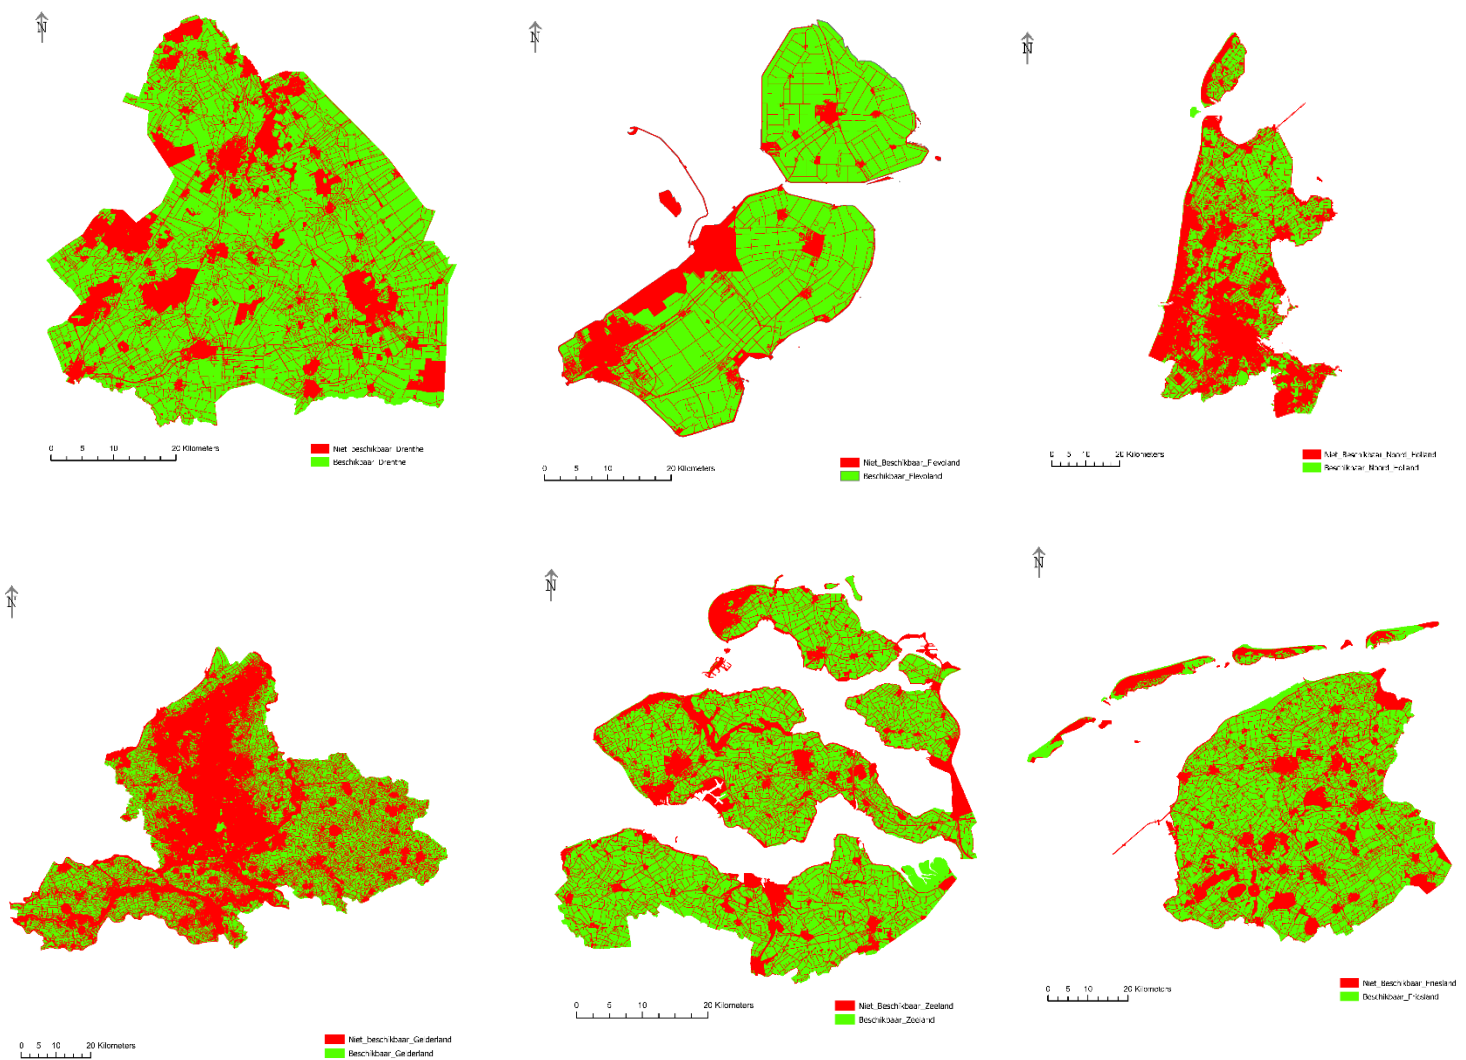 N
N
N
0 5 10 20 Kilometers
Niet_beschikbaar_Drenthe
Beschikbaar_Drenthe
0 5 10 20 Kilometers
Niet_Beschikbaar_Flevoland
Beschikbaar_Flevoland
0 5 10 20 Kilometers
Niet_Beschikbaar_Noord_Holland
Beschikbaar_Noord_Holland
N
N
N
0 5 10 20 Kilometers
Niet_beschikbaar_Gelderland
Beschikbaar_Gelderland
0 5 10 20 Kilometers
Niet_Beschikbaar_Zeeland
Beschikbaar_Zeeland
0 5 10 20 Kilometers
Niet_Beschikbaar_Friesland
Beschikbaar_Friesland